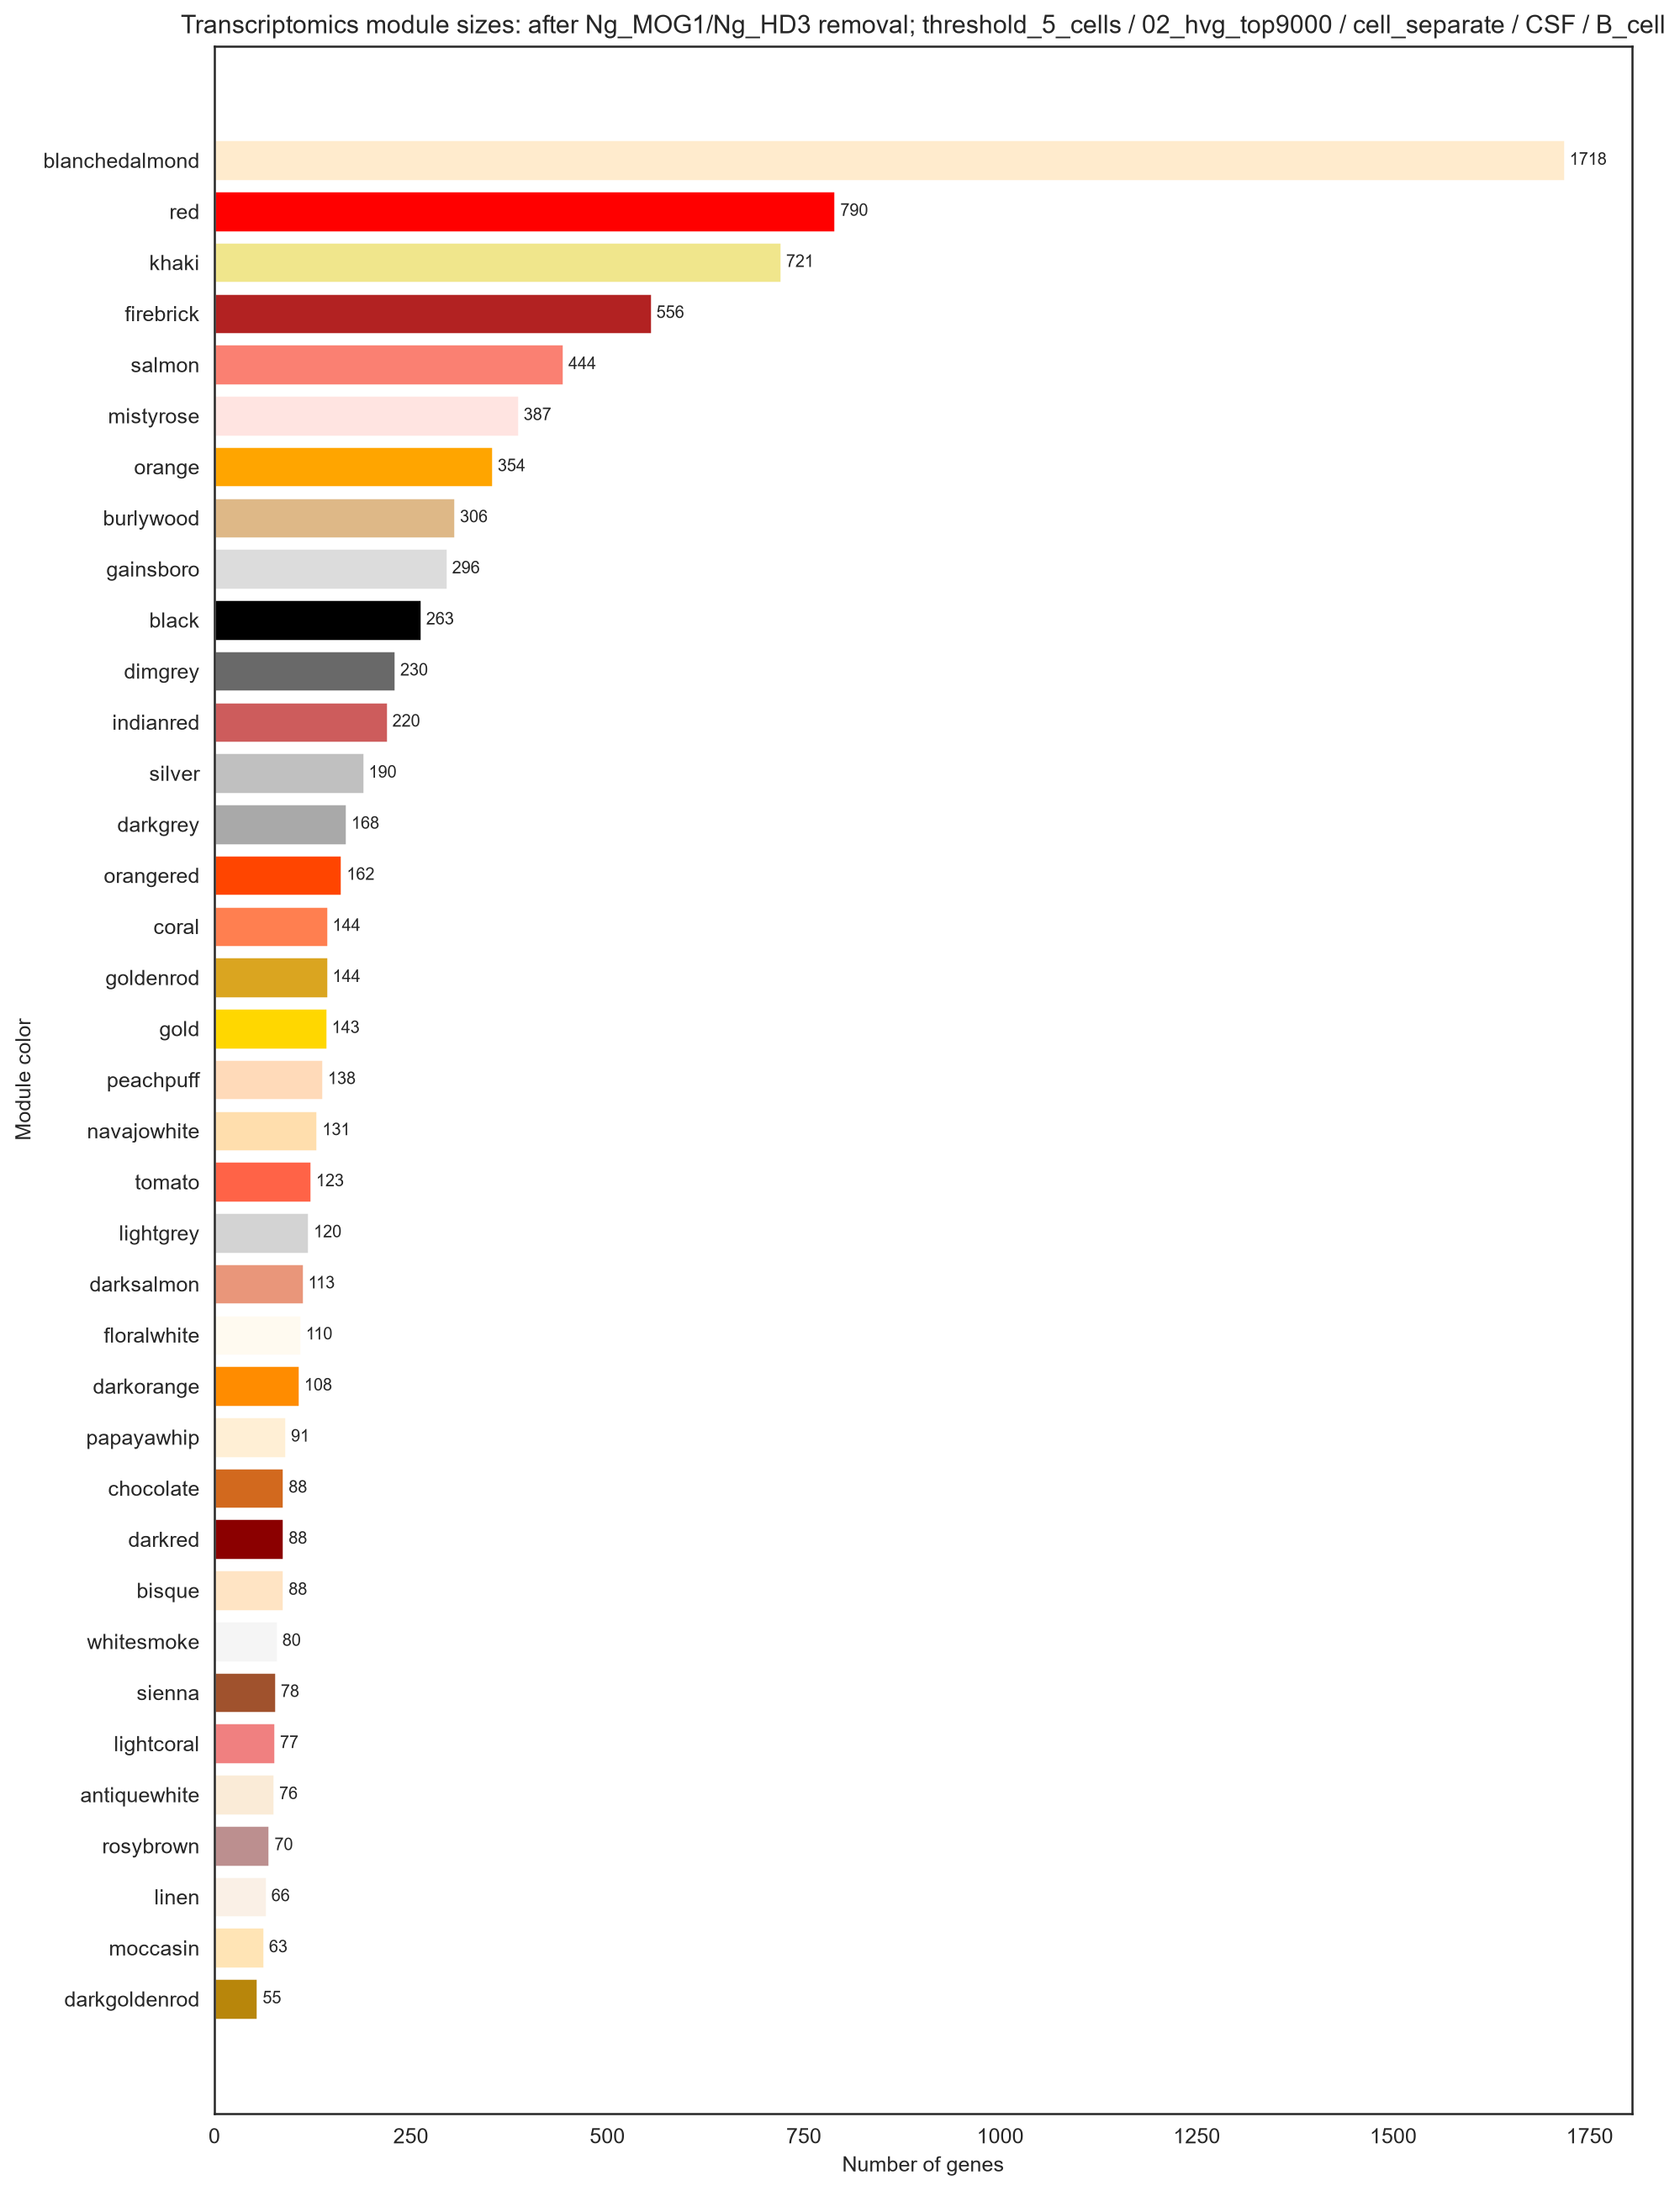 Transcriptomics module sizes: after Ng_MOG1/Ng_HD3 removal; threshold_5_cells / 02_hvg_top9000 / cell_separate / CSF / B_cell
blanchedalmond 1718
red 790
khaki 721
firebrick 556
salmon 444
mistyrose 387
orange 354
burlywood 306
gainsboro 296
black 263
dimgrey 230
indianred 220
silver 190
darkgrey 168
orangered 162
coral 144
goldenrod 144
gold 143
peachpuff 138
navajowhite 131
tomato 123
lightgrey 120
darksalmon 113
floralwhite 110
darkorange 108
papayawhip 91
chocolate 88
darkred 88
bisque 88
whitesmoke 80
sienna 78
lightcoral 77
antiquewhite 76
rosybrown 70
linen 66
moccasin 63
darkgoldenrod 55
Module color
0 250 500 750 1000 1250 1500 1750
Number of genes